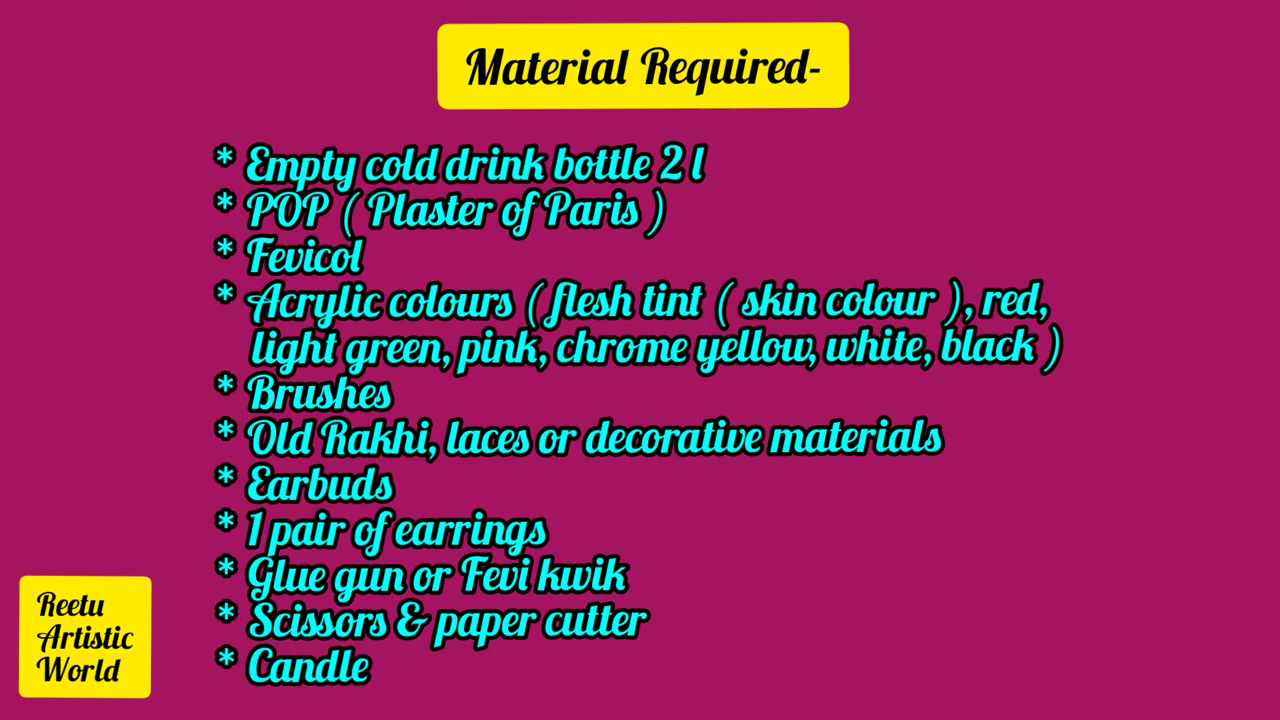 Material Required-
* Empty cold drink bottle 2 l
* POP ( Plaster of Paris )
* Fevicol
* Acrylic colours ( flesh tint ( skin colour ), red,
light green, pink, chrome yellow, white, black )
* Brushes
* Old Rakhi, laces or decorative materials
* Earbuds
* 1 pair of earrings
* Glue gun or Fevi kwik
* Scissors & paper cutter
* Candle
Reetu
Artistic
World